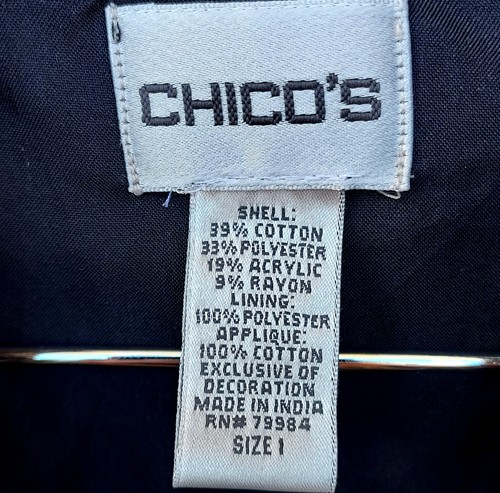 CHICO'S
SHELL:
39% COTTON
33% POLYESTER
19% ACRYLIC
9% RAYON
LINING:
100% POLYESTER
APPLIQUE:
100% COTTON
EXCLUSIVE OF
DECORATION
MADE IN INDIA
RN# 79984
SIZE 1